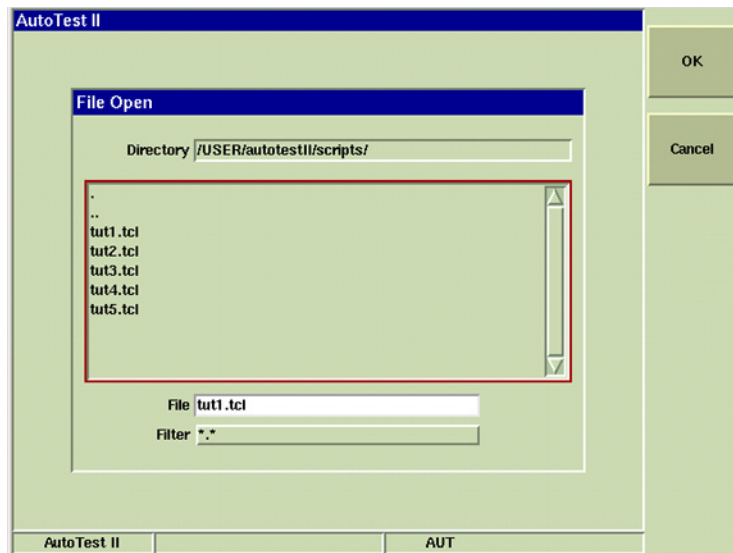 AutoTest II
OK
File Open
Directory /USER/autotestII/scripts/
Cancel
.
..
tut1.tcl
tut2.tcl
tut3.tcl
tut4.tcl
tut5.tcl
File tut1.tcl
Filter *.*
AutoTest II AUT